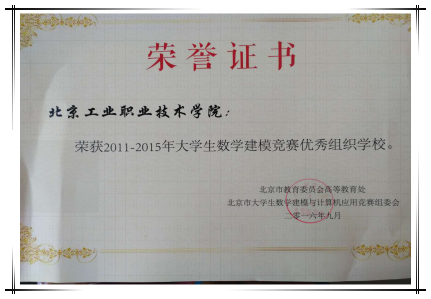 荣誉证书
北京工业职业技术学院：
荣获2011-2015年大学生数学建模竞赛优秀组织学校。
北京市教育委员会高等教育处
北京市大学生数学建模与计算机应用竞赛组委会
二零一六年九月